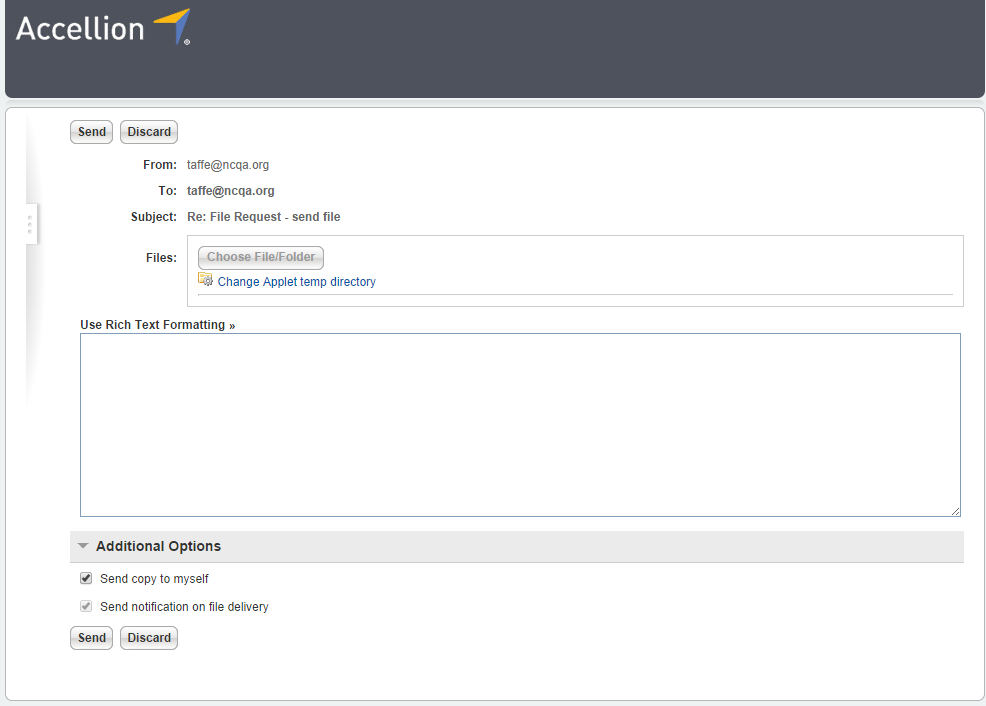 Accellion
®
Send Discard
From: taffe@ncqa.org
To: taffe@ncqa.org
Subject: Re: File Request - send file
Files: Choose File/Folder
Change Applet temp directory
Use Rich Text Formatting »
Additional Options
Send copy to myself
Send notification on file delivery
Send Discard